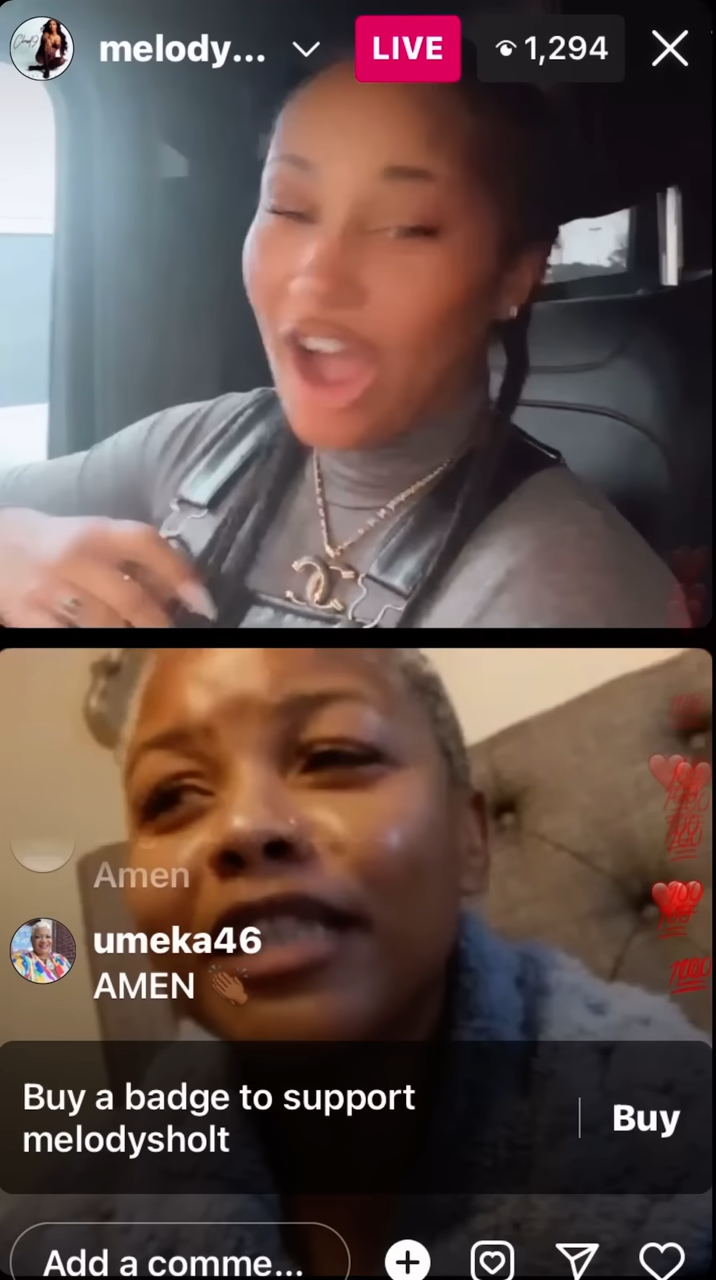 melody...
LIVE
1,294
Amen
umeka46
AMEN 👏🏽
Buy a badge to support
melodysholt
Buy
Add a comme...